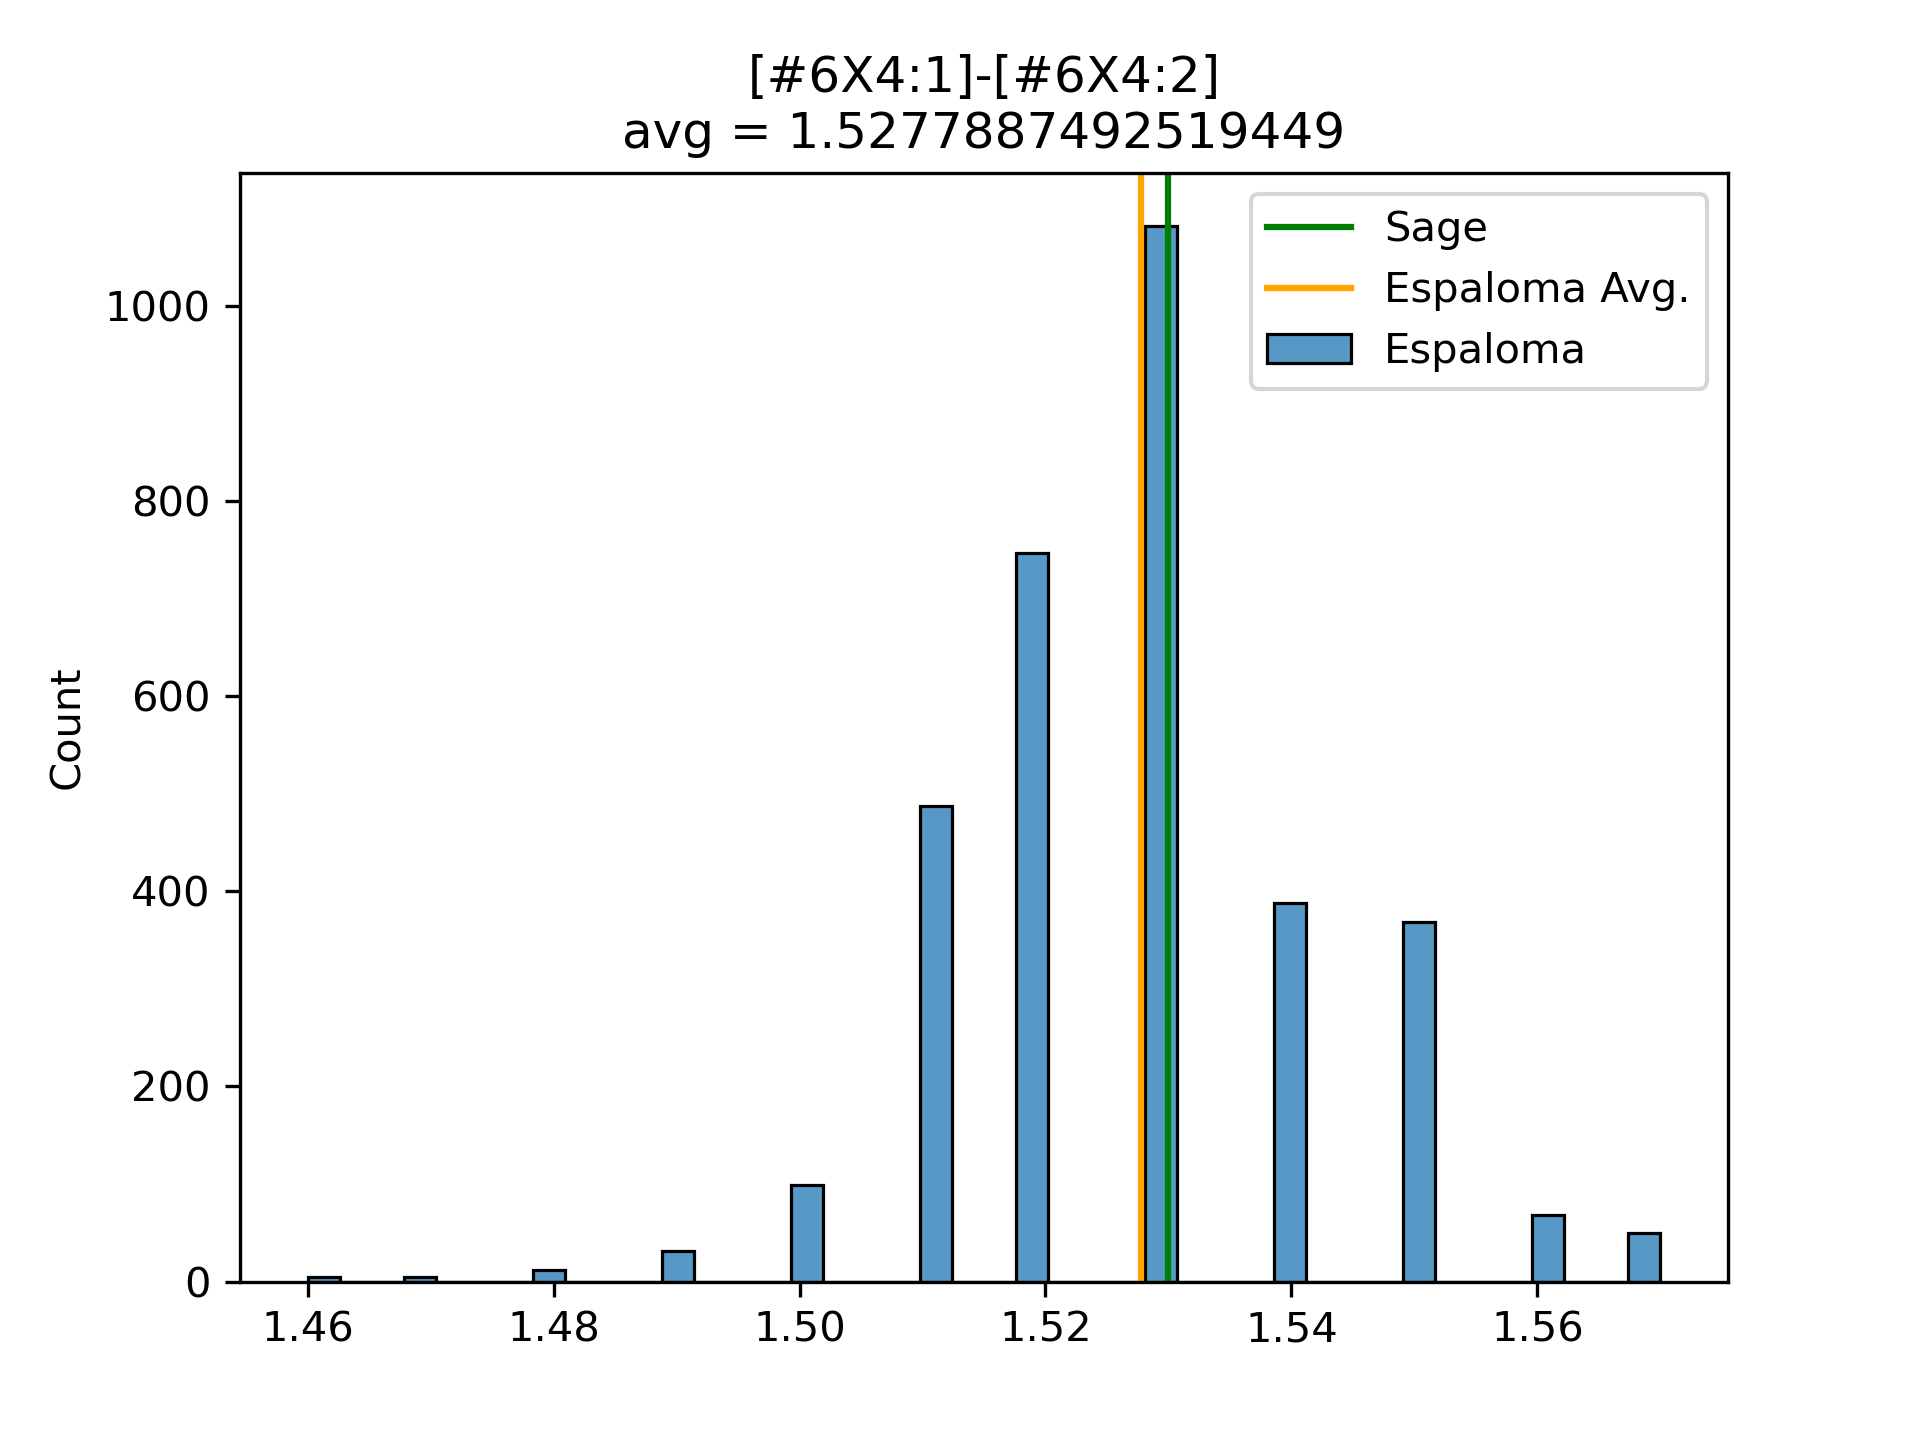 [#6X4:1]-[#6X4:2]
avg = 1.5277887492519449
Sage
Espaloma Avg.
Espaloma
Count
1000
800
600
400
200
0
1.46 1.48 1.50 1.52 1.54 1.56